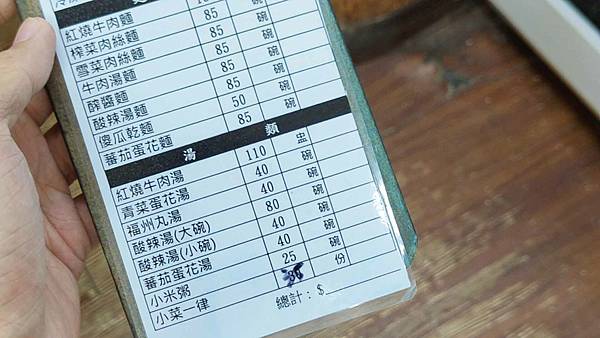 紅燒牛肉麵
榨菜肉絲麵 85 碗
雪菜肉絲麵 85 碗
牛肉湯麵 85 碗
醡醬麵 85 碗
酸辣湯麵 85 碗
傻瓜乾麵 50 碗
蕃茄蛋花麵 85 碗
湯 類
紅燒牛肉湯 110 盅
青菜蛋花湯 40 碗
福州丸湯 40 碗
酸辣湯(大碗) 80 碗
酸辣湯(小碗) 40 碗
蕃茄蛋花湯 40 碗
小米粥 25 碗
小菜一律 份
總計：$